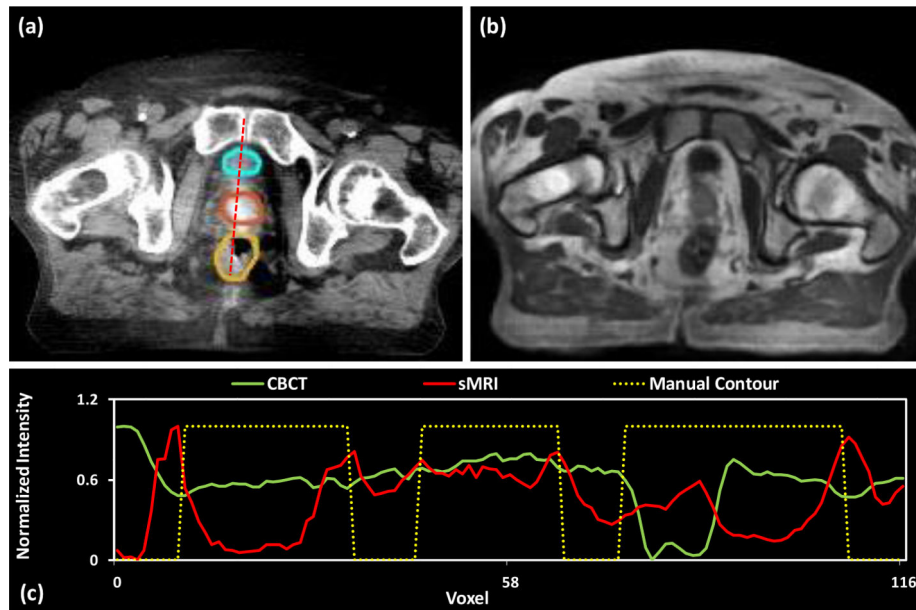 (a)
(b)
CBCT
sMRI
Manual Contour
1.2
0.6
0
Normalized Intensity
0
58
116
Voxel
(c)